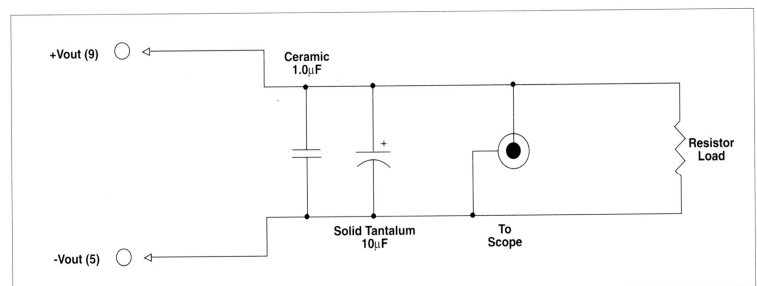 +Vout (9)
Ceramic
1.0μF
+
Resistor
Load
Solid Tantalum
10μF
To
Scope
-Vout (5)